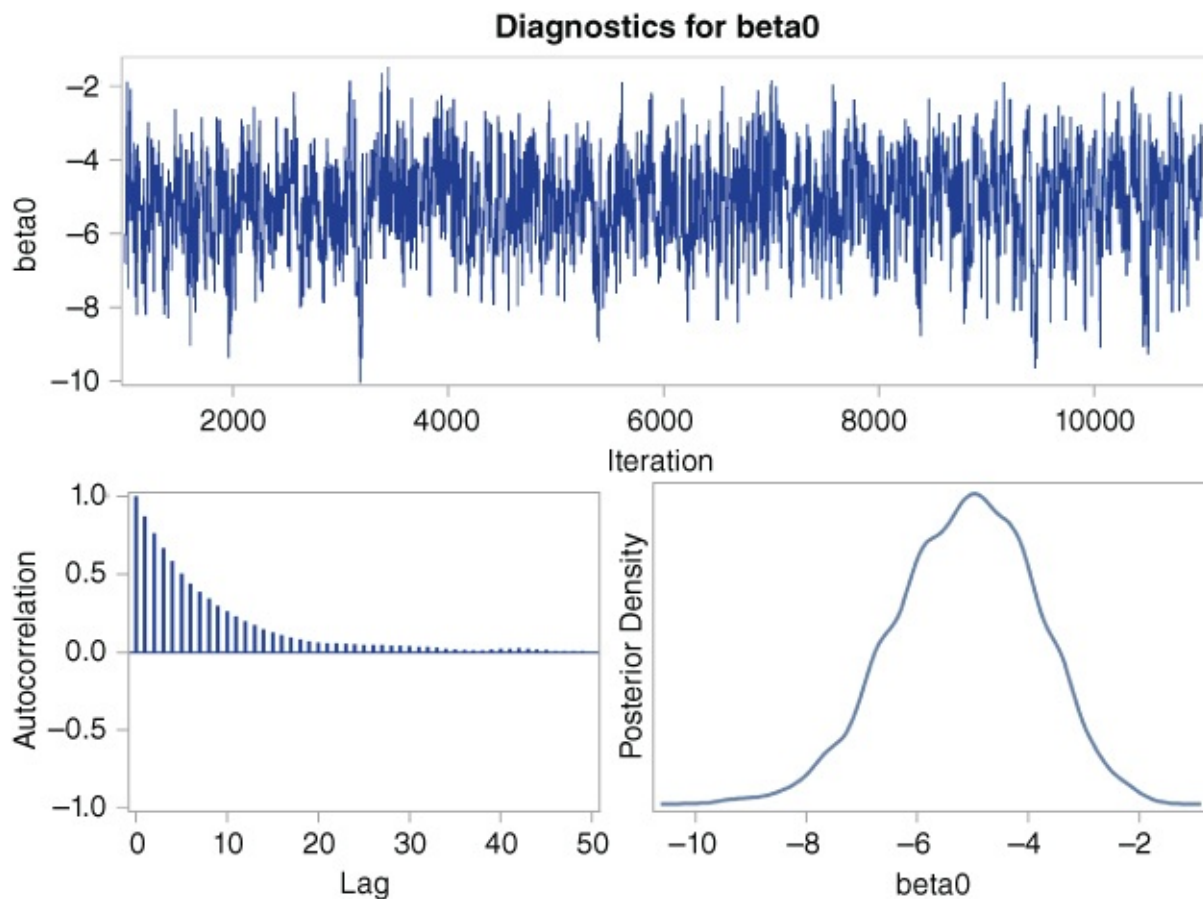 Diagnostics for beta0
−2
−4
−6
−8
−10
beta0
2000 4000 6000 8000 10000
Iteration
1.0
0.5
0.0
−0.5
−1.0
Autocorrelation
0 10 20 30 40 50
Lag
Posterior Density
−10 −8 −6 −4 −2
beta0